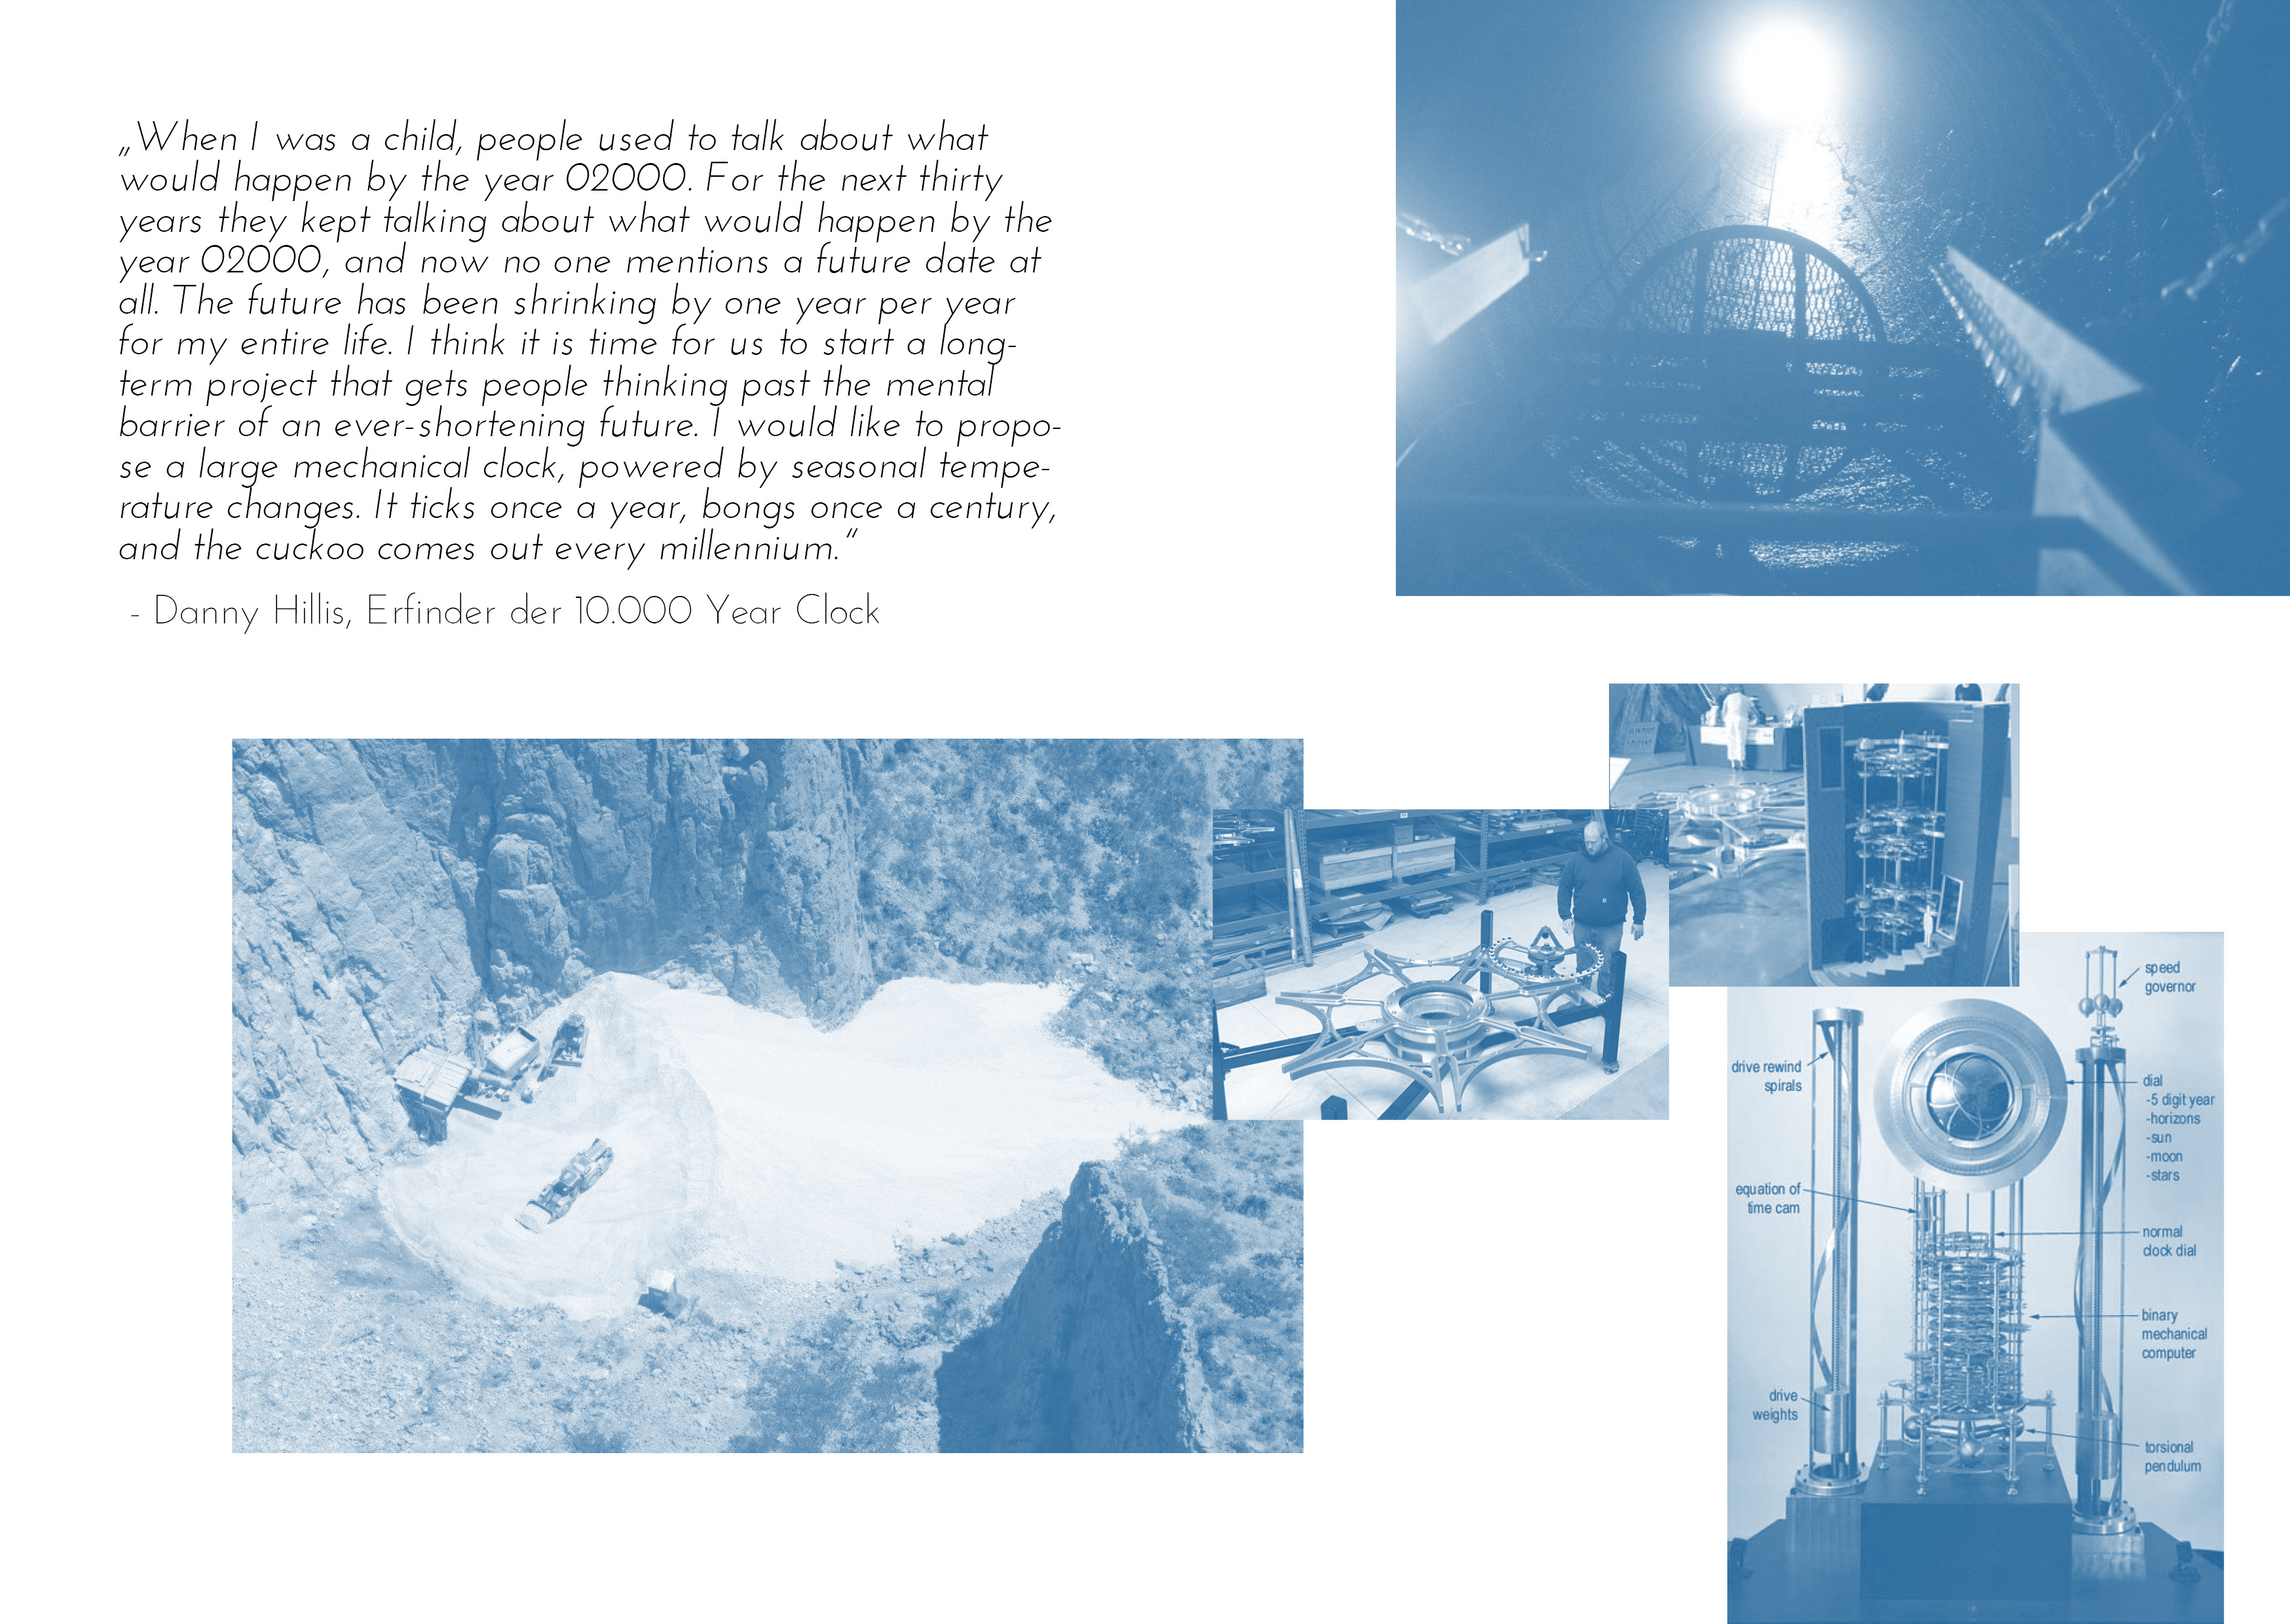 „When I was a child, people used to talk about what
would happen by the year 02000. For the next thirty
years they kept talking about what would happen by the
year 02000, and now no one mentions a future date at
all. The future has been shrinking by one year per year
for my entire life. I think it is time for us to start a long-
term project that gets people thinking past the mental
barrier of an ever-shortening future. I would like to propo-
se a large mechanical clock, powered by seasonal tempe-
rature changes. It ticks once a year, bongs once a century,
and the cuckoo comes out every millennium.“
- Danny Hillis, Erfinder der 10.000 Year Clock
speed
governor
drive rewind
spirals
dial
-5 digit year
-horizons
-sun
-moon
-stars
equation of
time cam
normal
clock dial
binary
mechanical
computer
drive
weights
torsional
pendulum